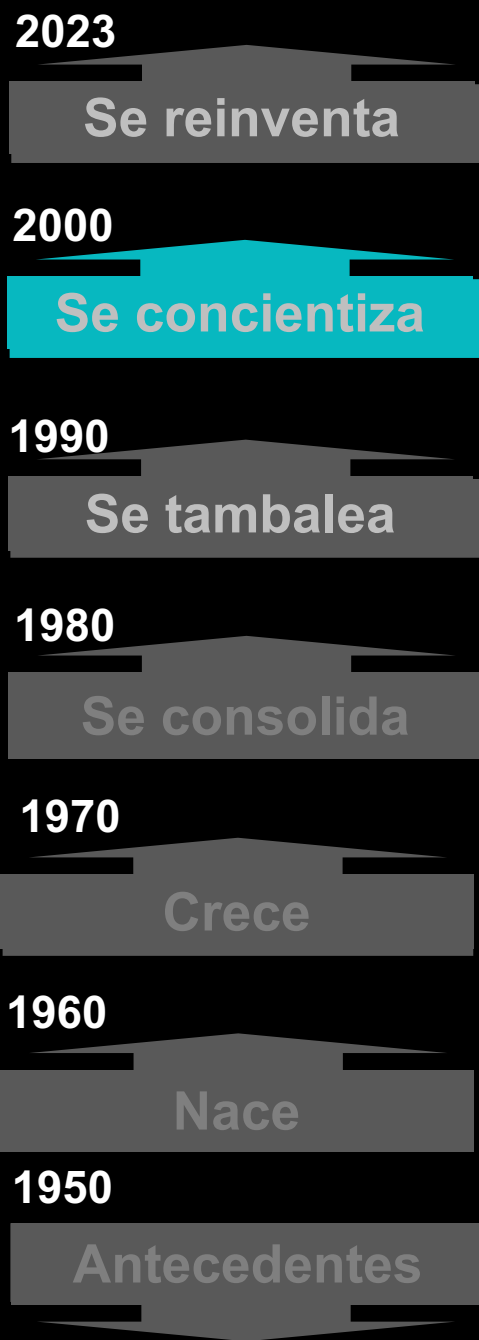 2023
Se reinventa
2000
Se concientiza
1990
Se tambalea
1980
Se consolida
1970
Crece
1960
Nace
1950
Antecedentes